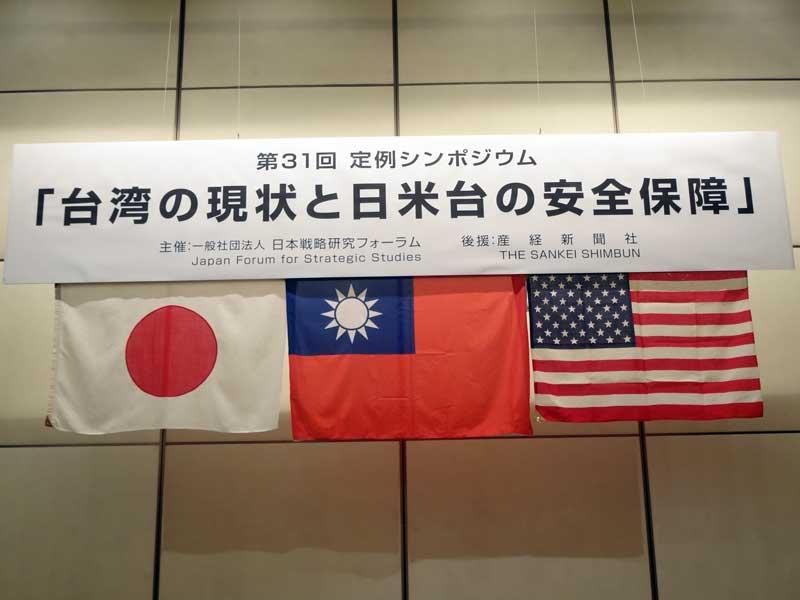 第31回 定例シンポジウム
「台湾の現状と日米台の安全保障」
主催:一般社団法人 日本戦略研究フォーラム 後援:産経新聞社
Japan Forum for Strategic Studies THE SANKEI SHIMBUN